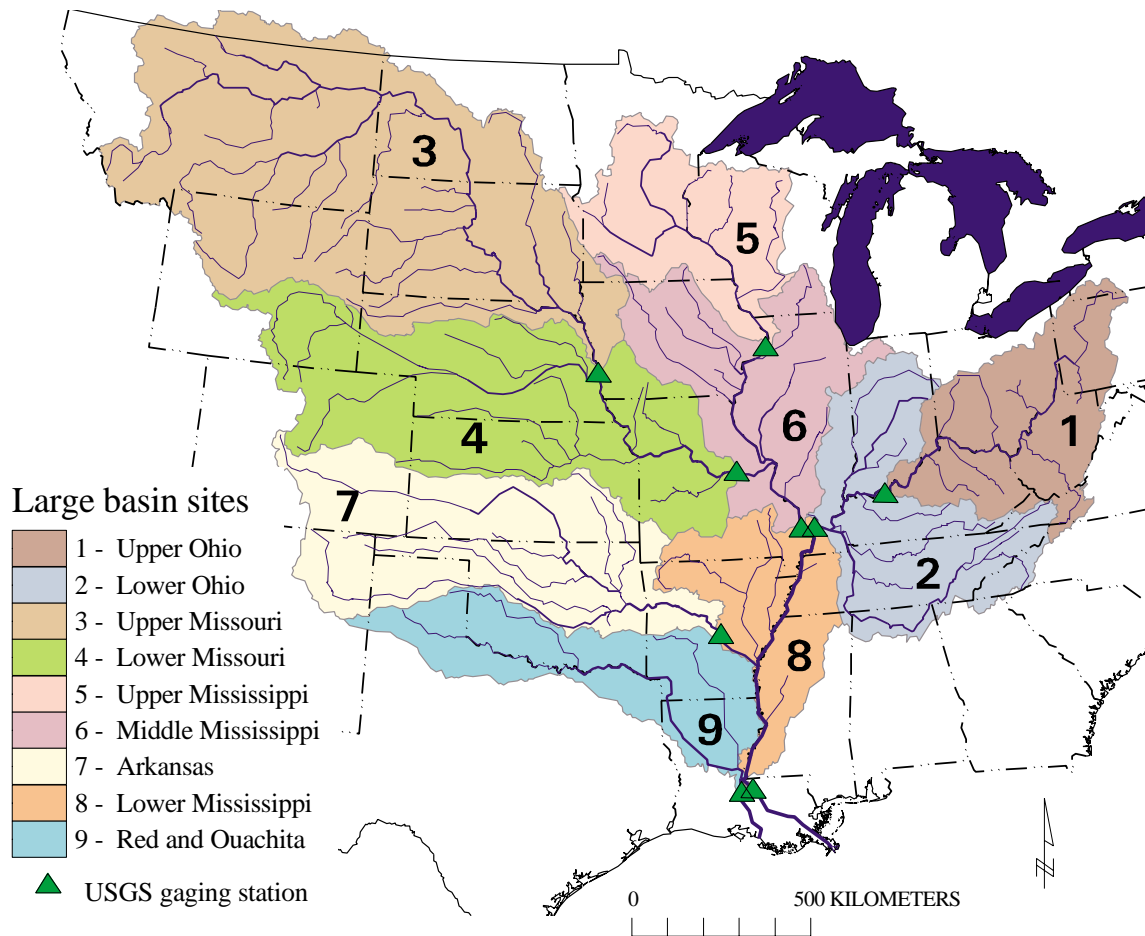 3
5
4
6
1
7
2
8
9
Large basin sites
1 - Upper Ohio
2 - Lower Ohio
3 - Upper Missouri
4 - Lower Missouri
5 - Upper Mississippi
6 - Middle Mississippi
7 - Arkansas
8 - Lower Mississippi
9 - Red and Ouachita
USGS gaging station
0 500 KILOMETERS
N